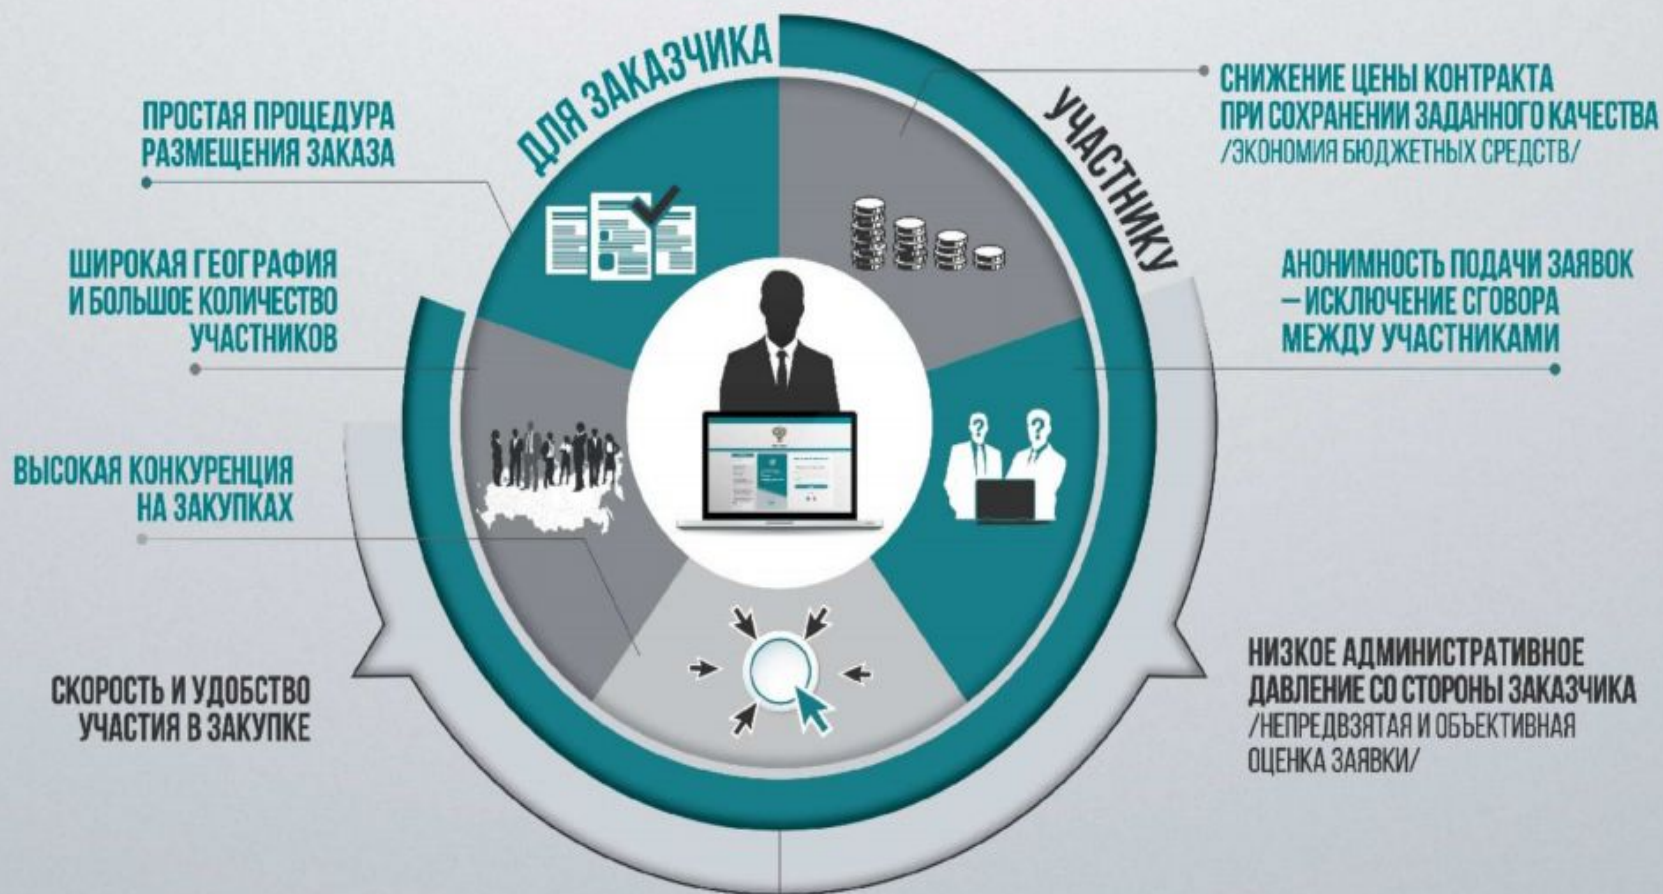 ДЛЯ ЗАКАЗЧИКА
УЧАСТНИКУ
ПРОСТАЯ ПРОЦЕДУРА
РАЗМЕЩЕНИЯ ЗАКАЗА
ШИРОКАЯ ГЕОГРАФИЯ
И БОЛЬШОЕ КОЛИЧЕСТВО
УЧАСТНИКОВ
ВЫСОКАЯ КОНКУРЕНЦИЯ
НА ЗАКУПКАХ
СКОРОСТЬ И УДОБСТВО
УЧАСТИЯ В ЗАКУПКЕ
СНИЖЕНИЕ ЦЕНЫ КОНТРАКТА
ПРИ СОХРАНЕНИИ ЗАДАННОГО КАЧЕСТВА
/ЭКОНОМИЯ БЮДЖЕТНЫХ СРЕДСТВ/
АНОНИМНОСТЬ ПОДАЧИ ЗАЯВОК
– ИСКЛЮЧЕНИЕ СГОВОРА
МЕЖДУ УЧАСТНИКАМИ
НИЗКОЕ АДМИНИСТРАТИВНОЕ
ДАВЛЕНИЕ СО СТОРОНЫ ЗАКАЗЧИКА
/НЕПРЕДВЗЯТАЯ И ОБЪЕКТИВНАЯ
ОЦЕНКА ЗАЯВКИ/
? ?